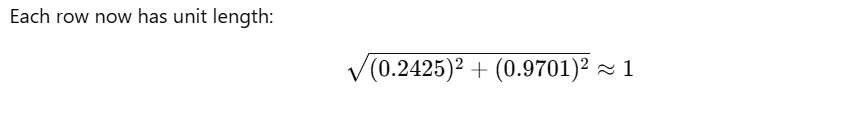 Each row now has unit length:
√(0.2425)² + (0.9701)² ≈ 1